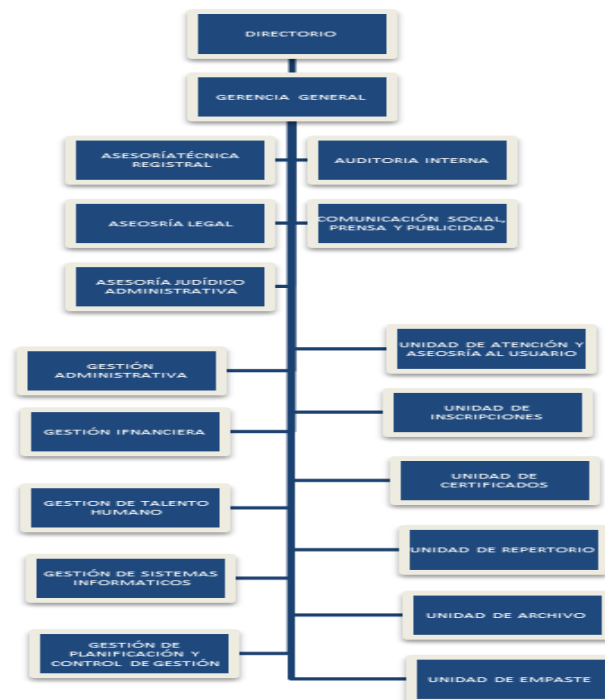 DIRECTORIO
GERENCIA GENERAL
ASESORÍATÉCNICA
REGISTRAL
AUDITORIA INTERNA
ASEOSRÍA LEGAL
COMUNICACIÓN SOCIAL,
PRENSA Y PUBLICIDAD
ASESORÍA JUDÍDICO
ADMINISTRATIVA
UNIDAD DE ATENCIÓN Y
ASEOSRÍA AL USUARIO
GESTIÓN
ADMINISTRATIVA
UNIDAD DE
INSCRIPCIONES
GESTIÓN IFNANCIERA
UNIDAD DE
CERTIFICADOS
GESTION DE TALENTO
HUMANO
UNIDAD DE REPERTORIO
GESTIÓN DE SISTEMAS
INFORMATICOS
UNIDAD DE ARCHIVO
GESTIÓN DE
PLANIFICACIÓN Y
CONTROL DE GESTIÓN
UNIDAD DE EMPASTE